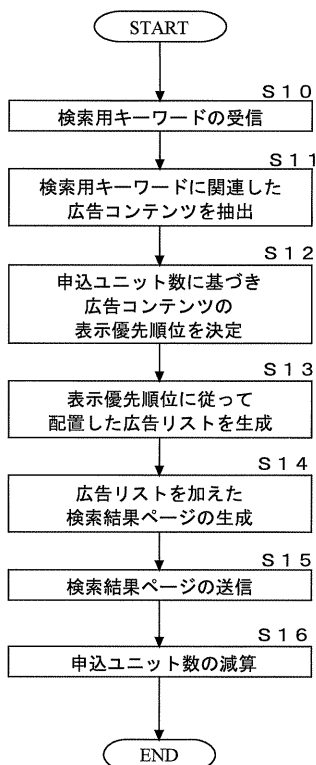 START
S10
検索用キーワードの受信
S11
検索用キーワードに関連した
広告コンテンツを抽出
S12
申込ユニット数に基づき
広告コンテンツの
表示優先順位を決定
S13
表示優先順位に従って
配置した広告リストを生成
S14
広告リストを加えた
検索結果ページの生成
S15
検索結果ページの送信
S16
申込ユニット数の減算
END